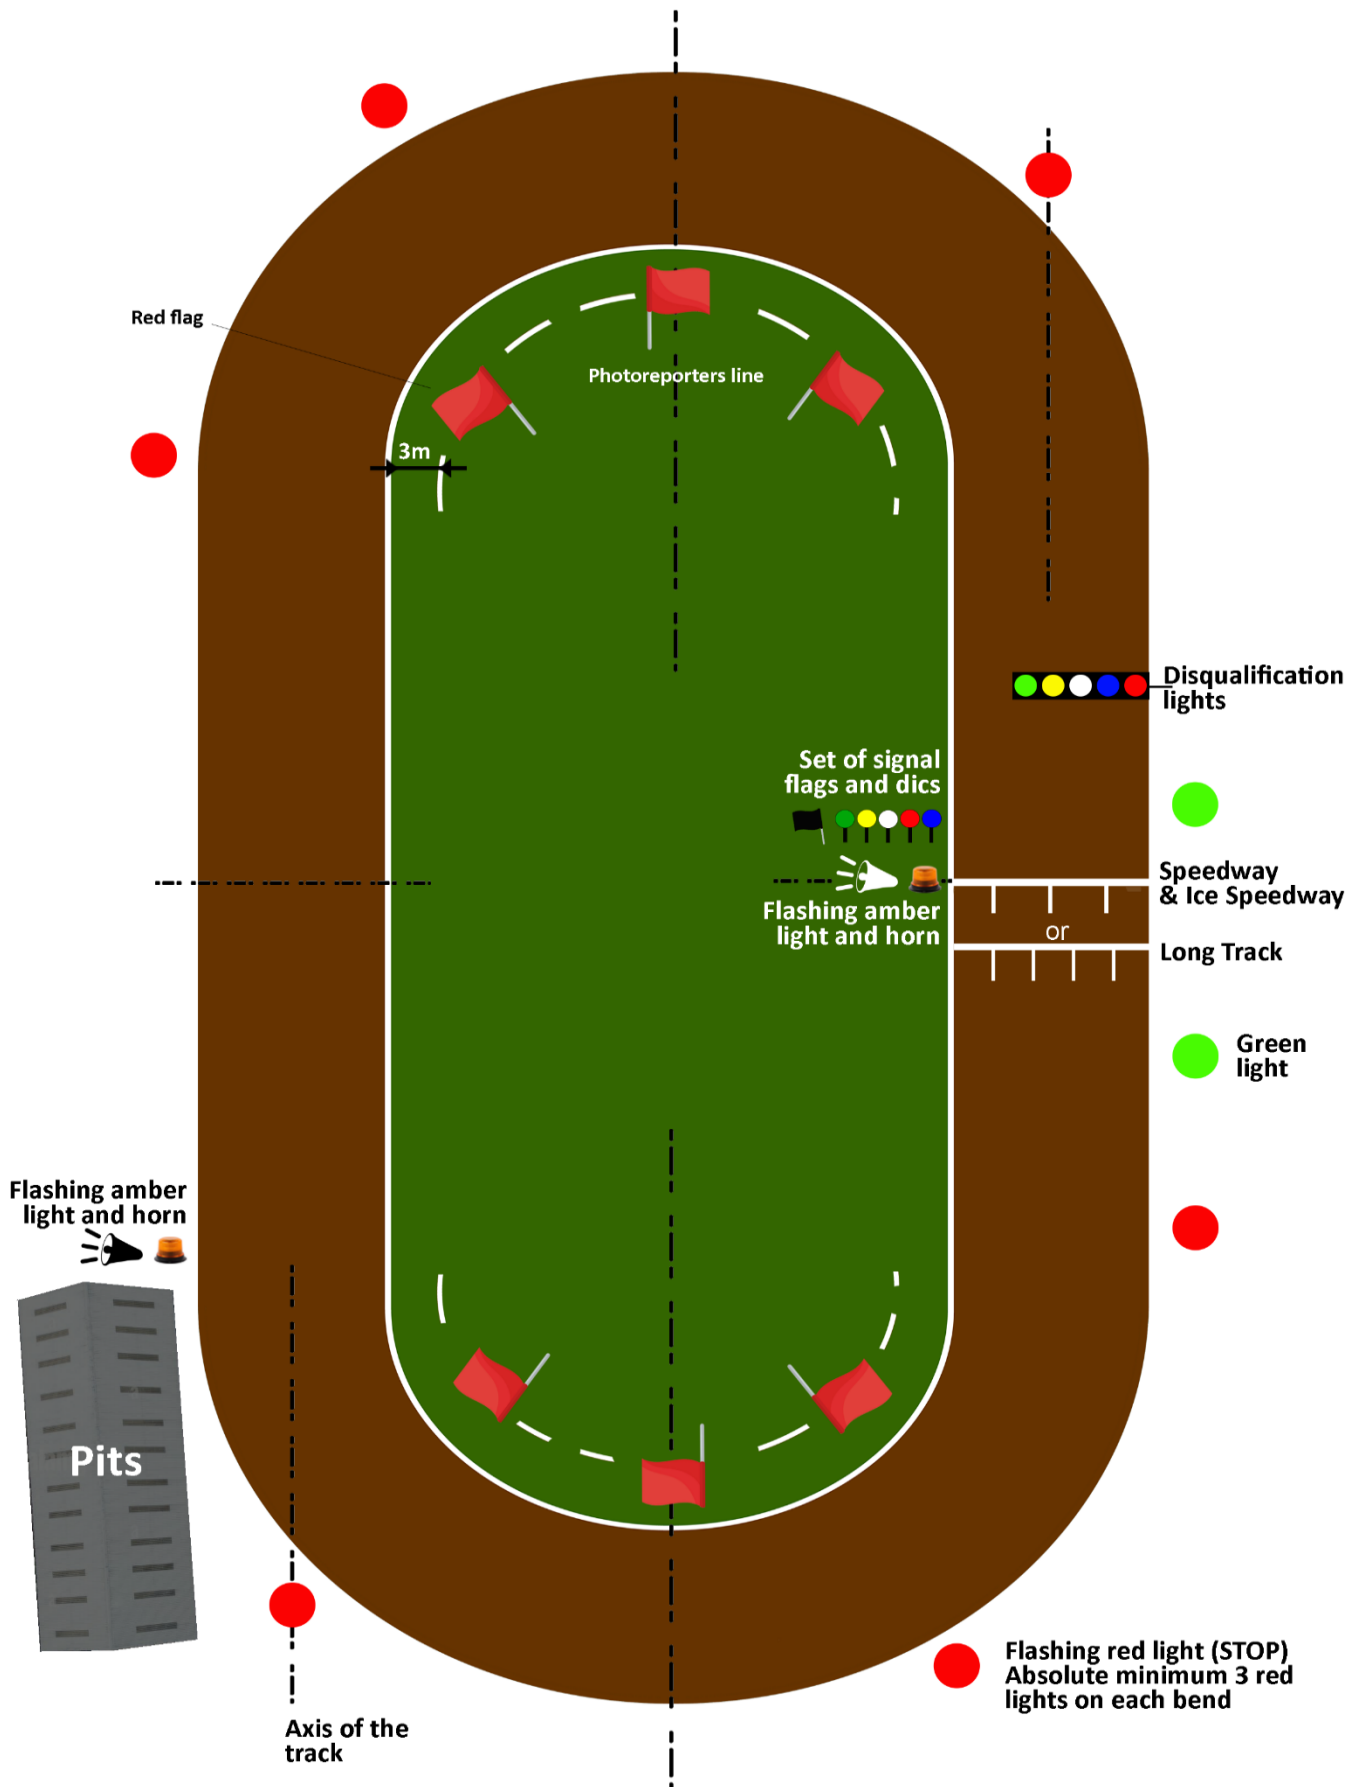 Red flag
Photoreporters line
3m
Disqualification
lights
Set of signal
flags and dics
Speedway
& Ice Speedway
Flashing amber
light and horn
or
Long Track
Green
light
Flashing amber
light and horn
Pits
Flashing red light (STOP)
Absolute minimum 3 red
lights on each bend
Axis of the
track